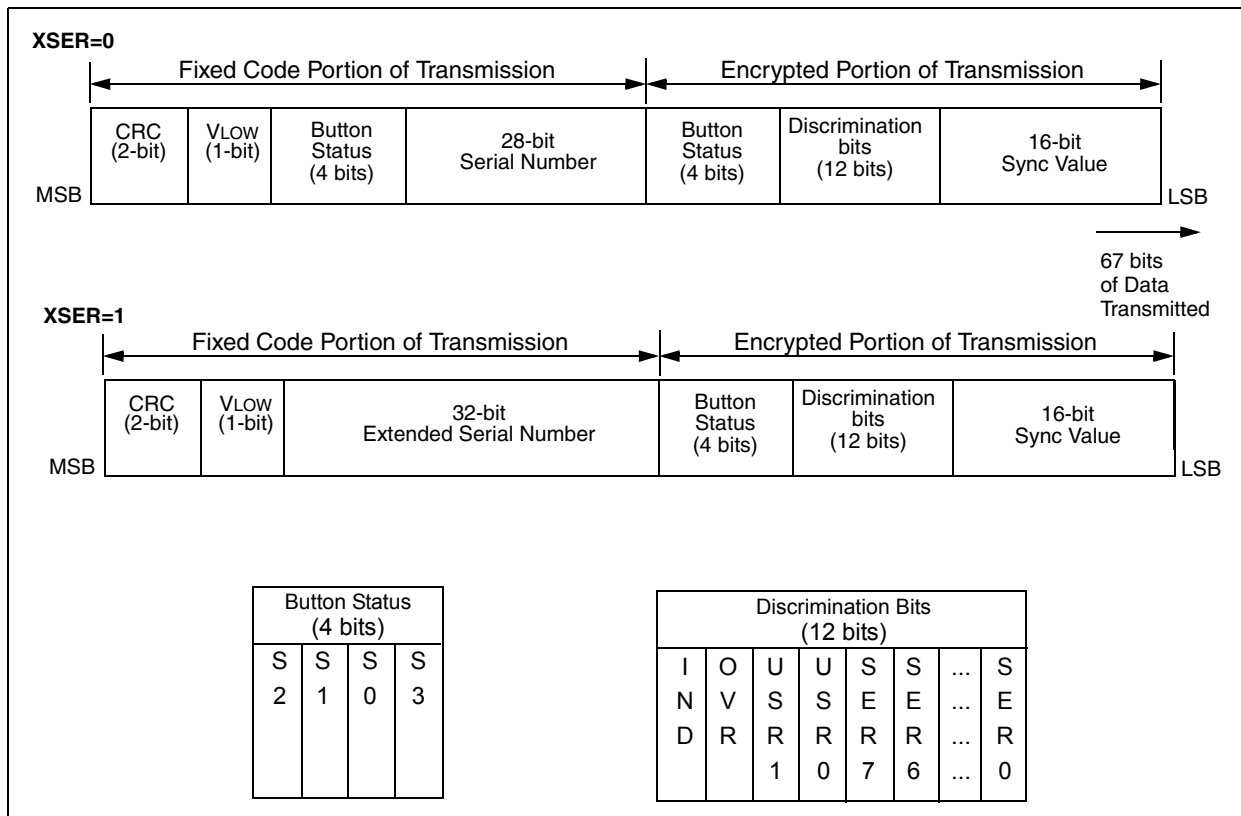 XSER=0
Fixed Code Portion of Transmission
Encrypted Portion of Transmission
CRC
(2-bit)
VLOW
(1-bit)
Button
Status
(4 bits)
28-bit
Serial Number
Button
Status
(4 bits)
Discrimination
bits
(12 bits)
16-bit
Sync Value
MSB
LSB
67 bits
of Data
Transmitted
XSER=1
Fixed Code Portion of Transmission
Encrypted Portion of Transmission
CRC
(2-bit)
VLOW
(1-bit)
32-bit
Extended Serial Number
Button
Status
(4 bits)
Discrimination
bits
(12 bits)
16-bit
Sync Value
MSB
LSB
Button Status
(4 bits)
S S S S
2 1 0 3
Discrimination Bits
(12 bits)
I O U U S S ... S
N V S S E E ... E
D R R R R R ... R
1 0 7 6 ... 0